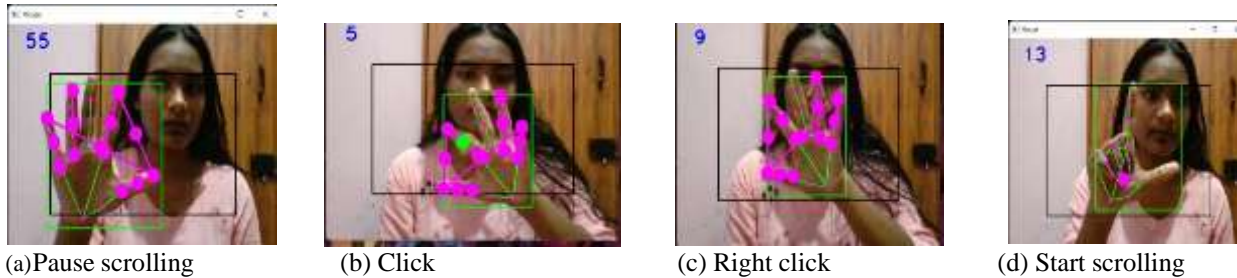 55
5
9
13
(a)Pause scrolling
(b) Click
(c) Right click
(d) Start scrolling